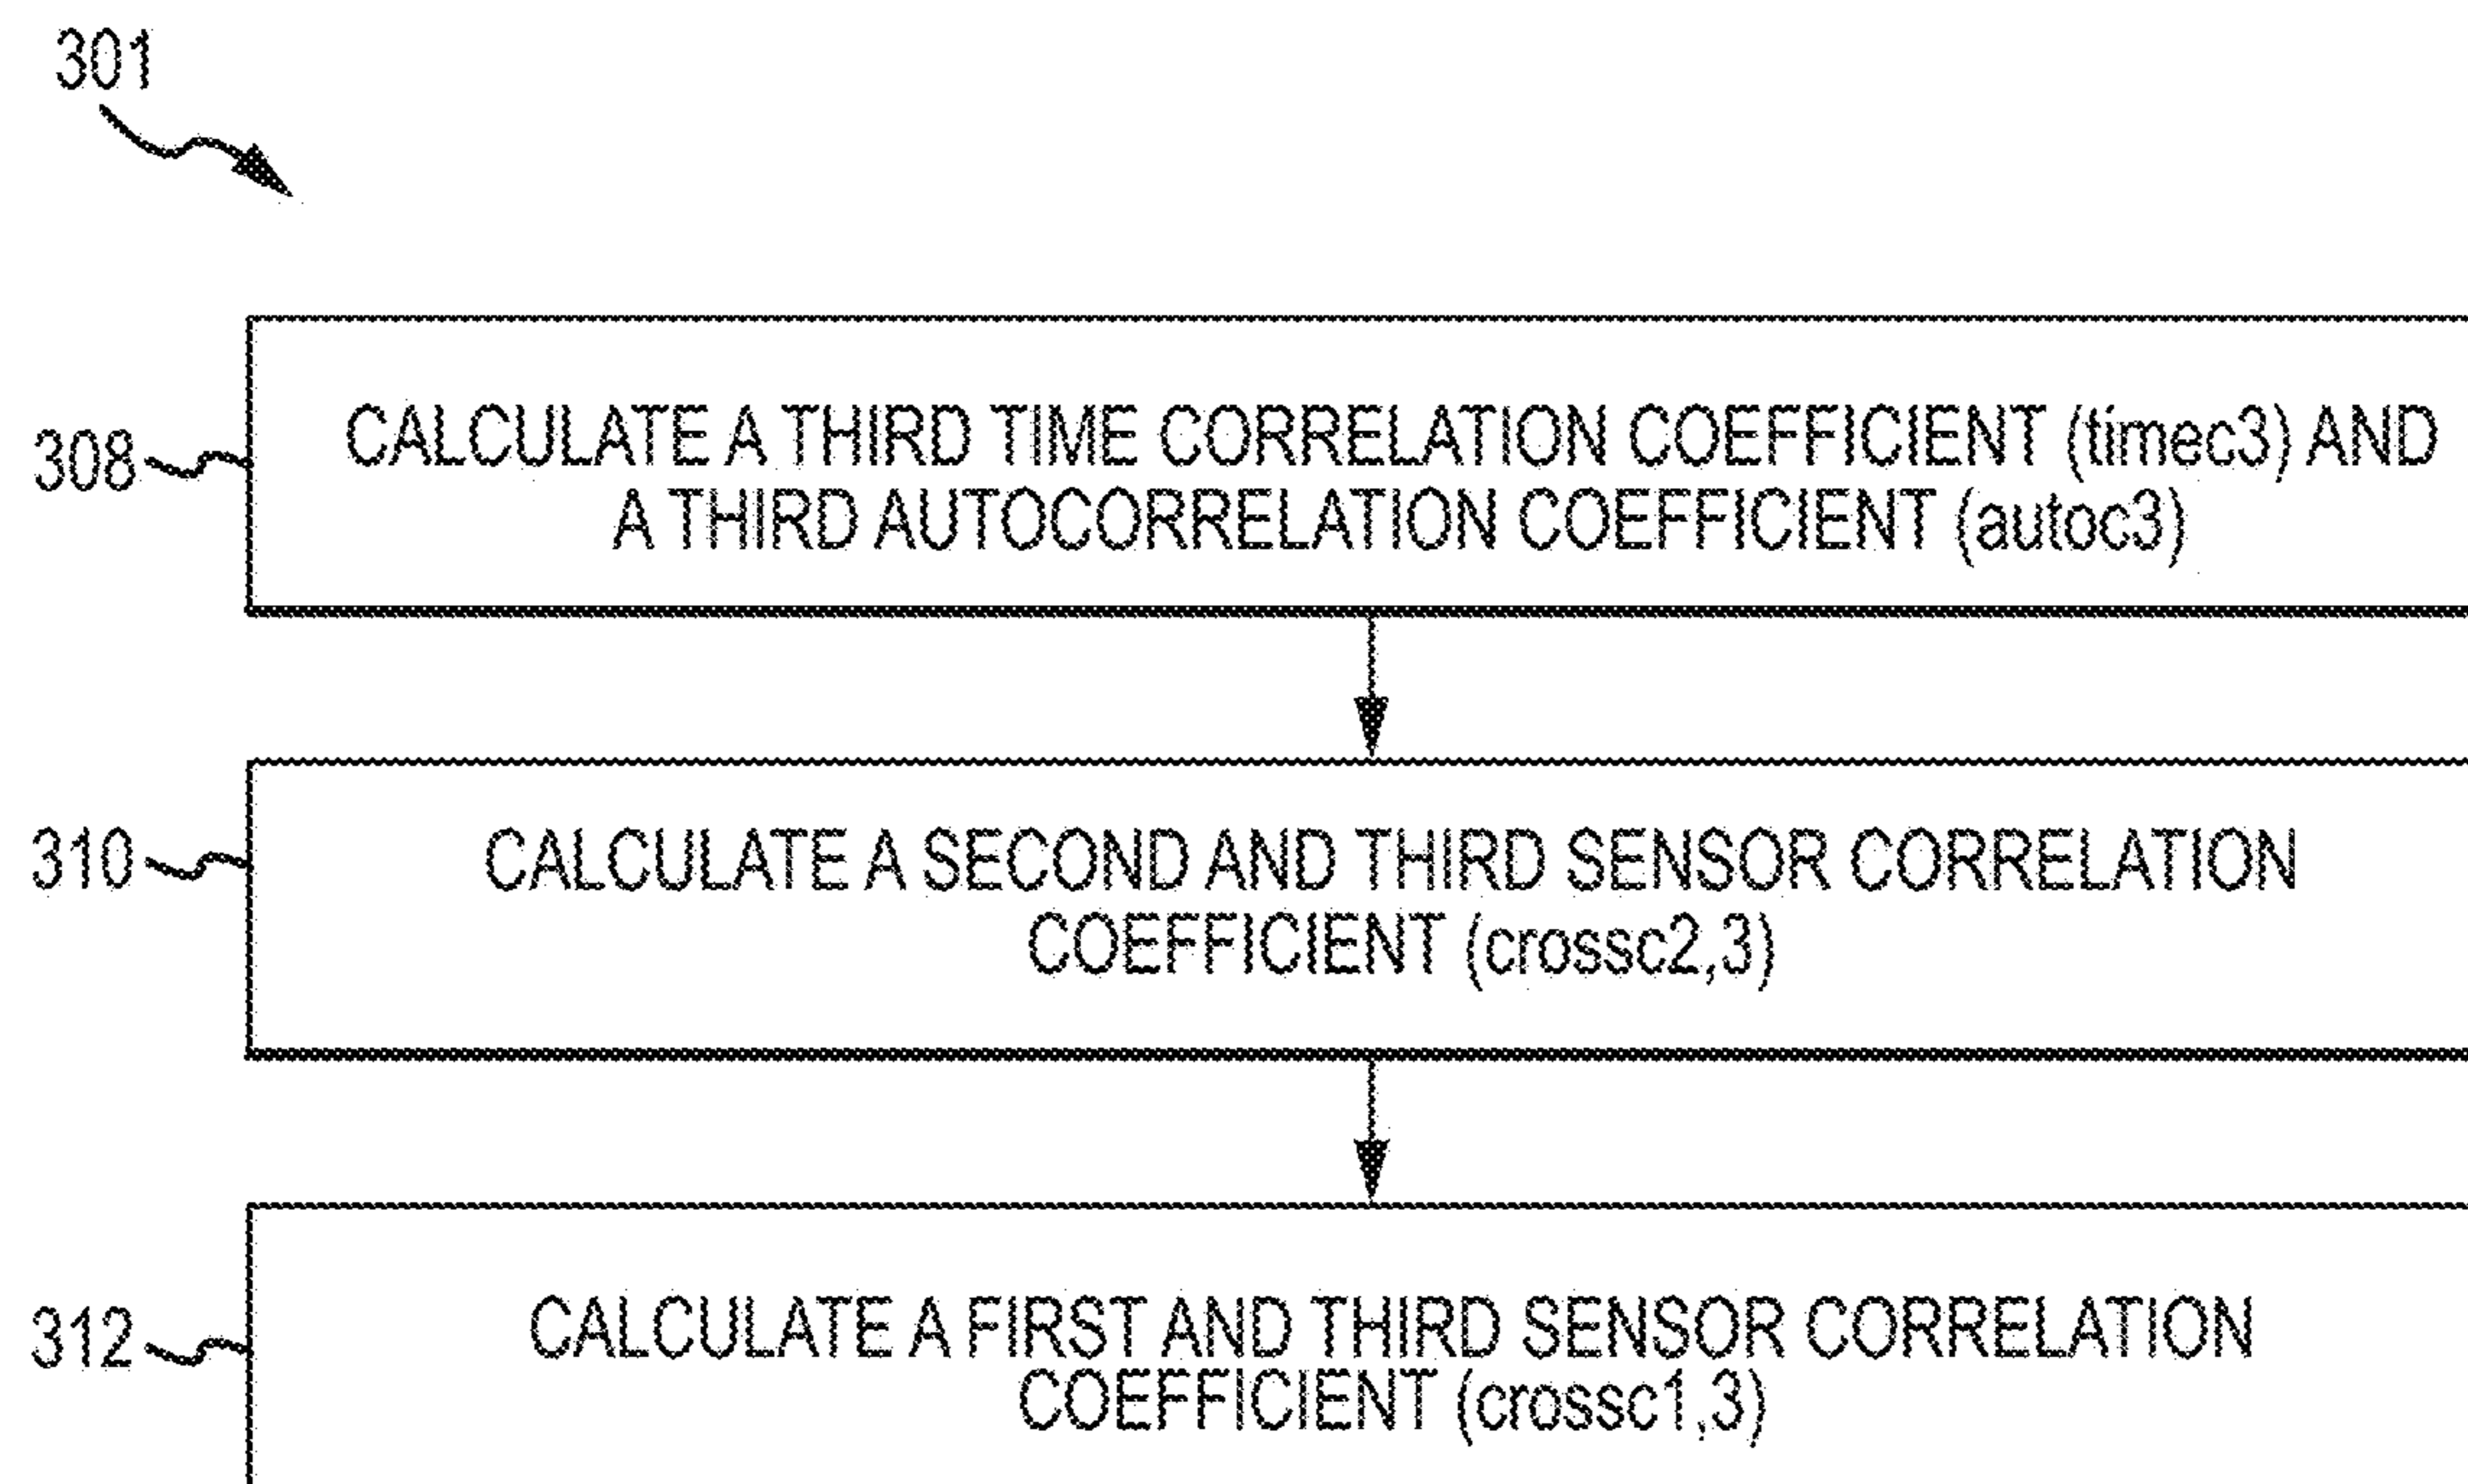 301
308
CALCULATE A THIRD TIME CORRELATION COEFFICIENT (timec3) AND
A THIRD AUTOCORRELATION COEFFICIENT (autoc3)
310
CALCULATE A SECOND AND THIRD SENSOR CORRELATION
COEFFICIENT (crossc2,3)
312
CALCULATE A FIRST AND THIRD SENSOR CORRELATION
COEFFICIENT (crossc1,3)